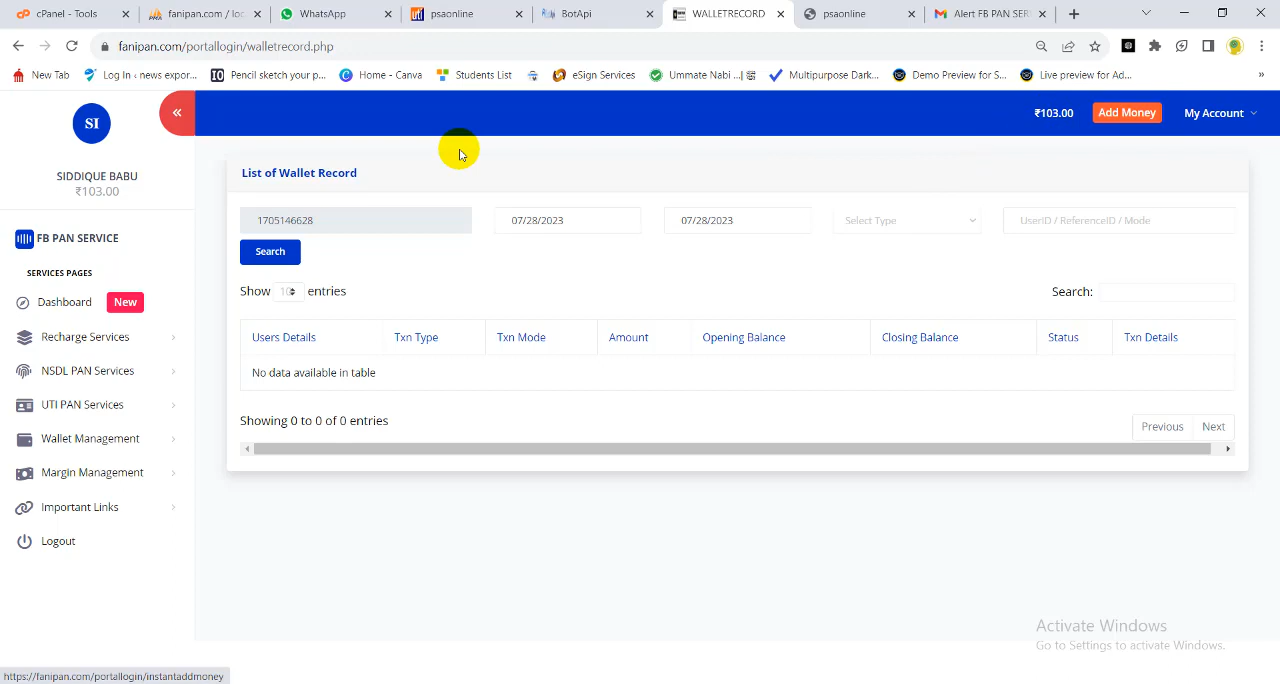 cPanel - Tools
fanipan.com / loc
WhatsApp
psaonline
BotApi
WALLETRECORD
psaonline
Alert FB PAN SER
fanipan.com/portallogin/walletrecord.php
New Tab
Log In ‹ news expor...
Pencil sketch your p...
Home - Canva
Students List
eSign Services
Ummate Nabi ...|
Multipurpose Dark...
Demo Preview for S...
Live preview for Ad...
»
SI
«
₹103.00
Add Money
My Account
SIDDIQUE BABU
₹103.00
List of Wallet Record
1705146628
07/28/2023
07/28/2023
Select Type
UserID / ReferenceID / Mode
Search
FB PAN SERVICE
SERVICES PAGES
Dashboard
New
Recharge Services
NSDL PAN Services
UTI PAN Services
Wallet Management
Margin Management
Important Links
Logout
Show 10 entries
Search:
Users Details
Txn Type
Txn Mode
Amount
Opening Balance
Closing Balance
Status
Txn Details
No data available in table
Showing 0 to 0 of 0 entries
Previous
Next
Activate Windows
Go to Settings to activate Windows.
https://fanipan.com/portallogin/instantaddmoney